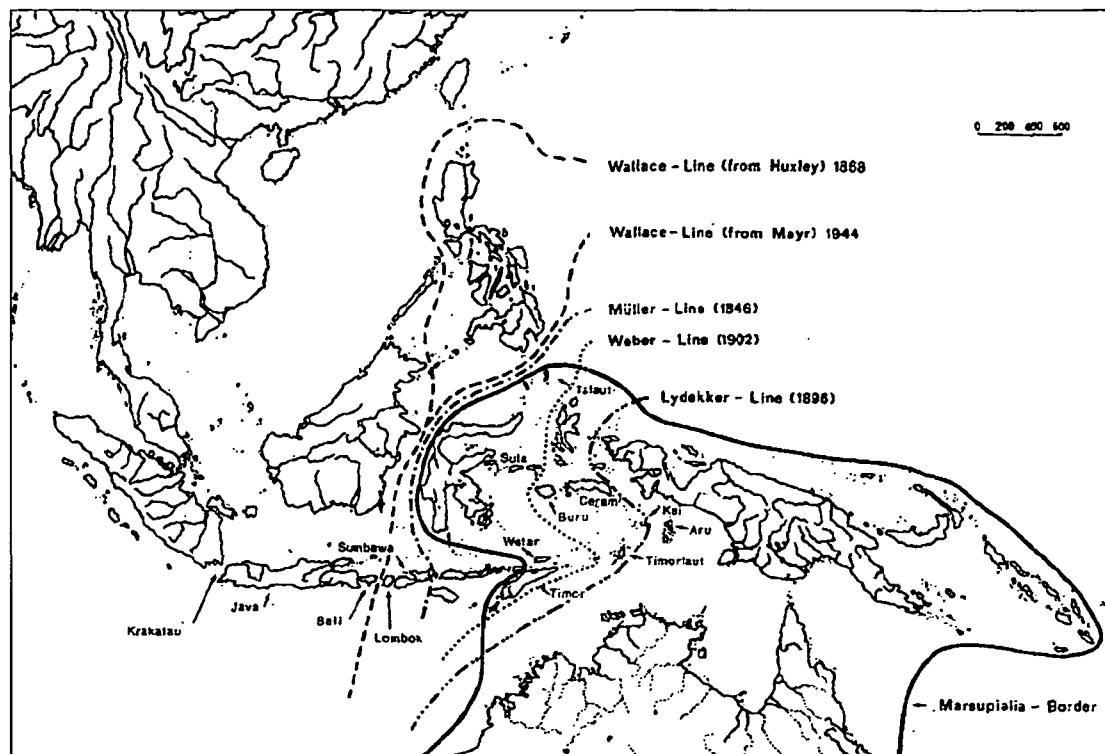 0 200 400 600
Wallace - Line (from Huxley) 1868
Wallace - Line (from Mayr) 1944
Müller - Line (1846)
Weber - Line (1902)
Talaut
Lydekker - Line (1896)
Sula
Ceram
Kei
Buru
Aru
Wetar
Sumbawa
Timorlaut
Timor
Java
Bali
Lombok
Krakatau
Marsupialia - Border